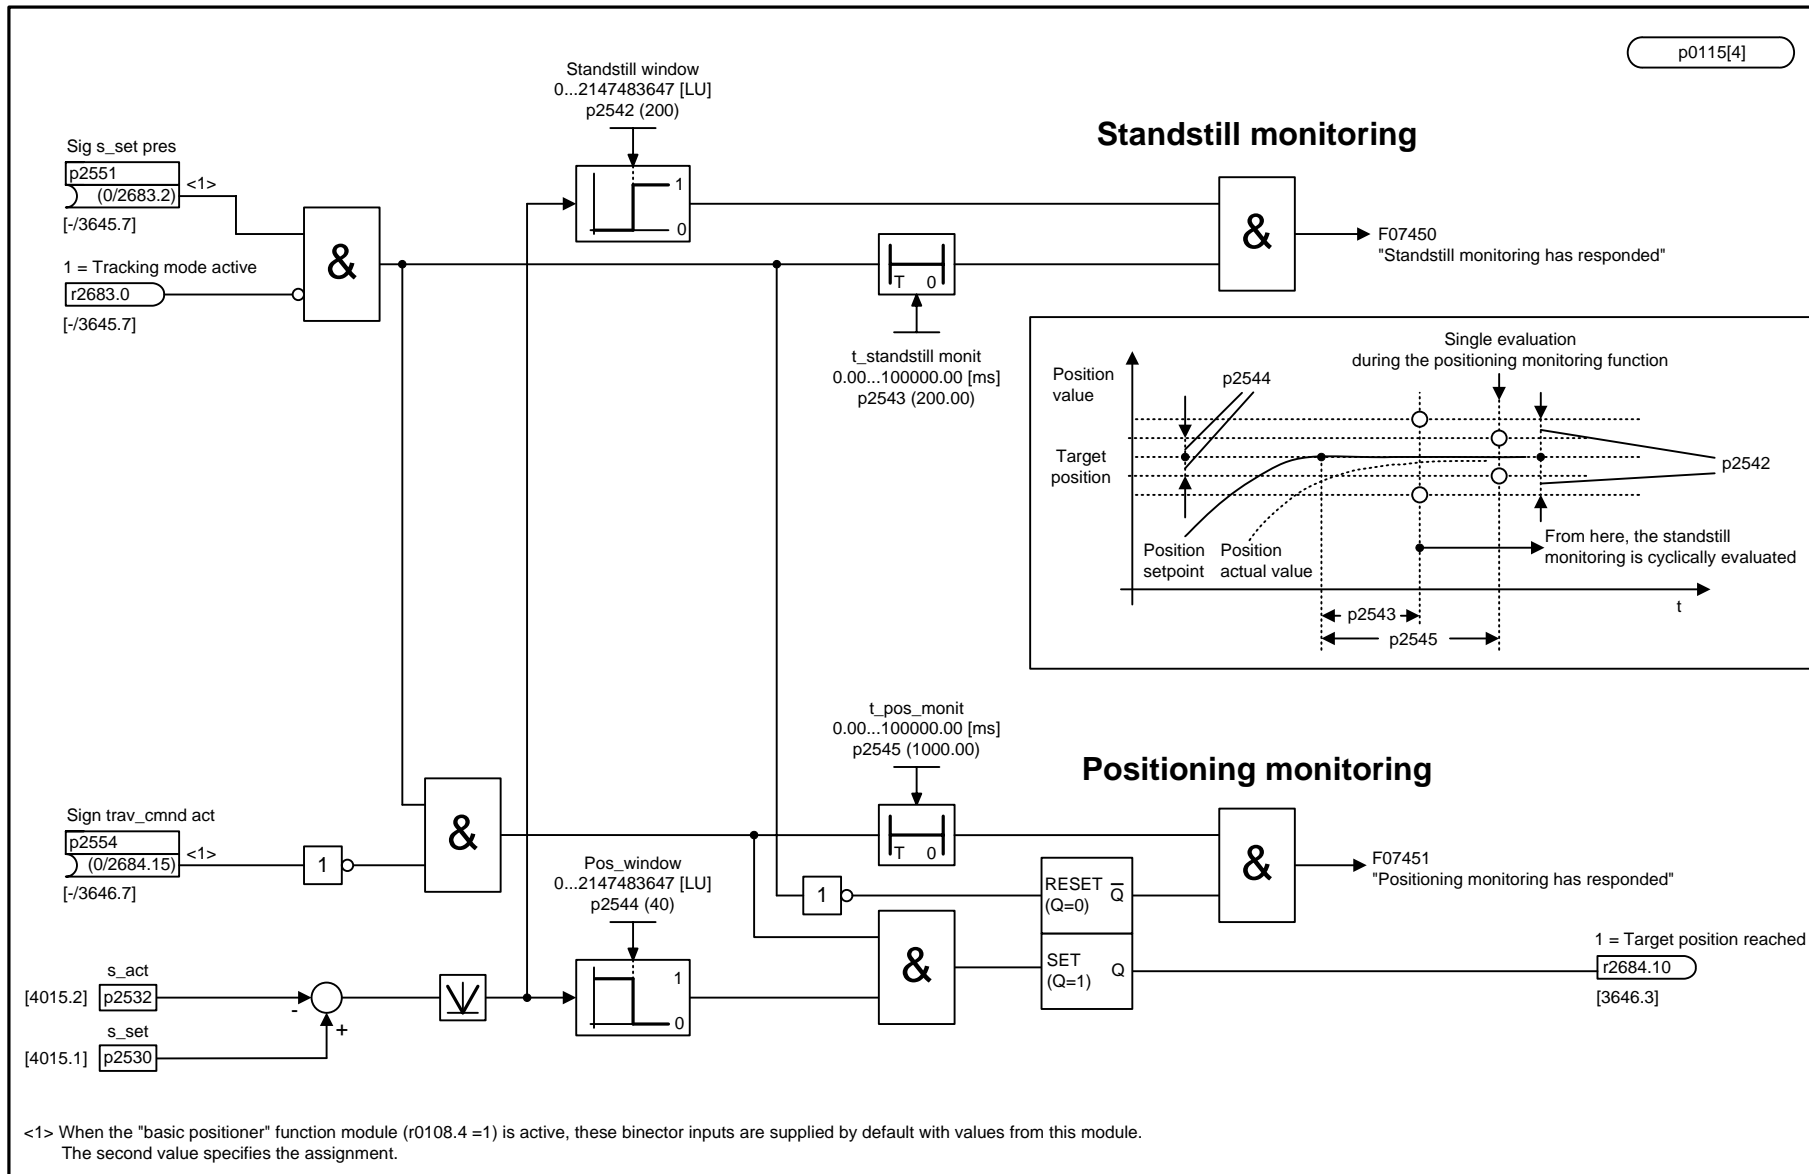 p0115[4]
Standstill window
0...2147483647 [LU]
p2542 (200)
Standstill monitoring
Sig s_set pres
p2551
(0/2683.2)
<1>
[-/3645.7]
1
0
&
&
1 = Tracking mode active
r2683.0
[-/3645.7]
T 0
F07450
"Standstill monitoring has responded"
t_standstill monit
0.00...100000.00 [ms]
p2543 (200.00)
Single evaluation
during the positioning monitoring function
Position
value
p2544
Target
position
p2542
Position
setpoint
Position
actual value
From here, the standstill
monitoring is cyclically evaluated
t
p2543
p2545
t_pos_monit
0.00...100000.00 [ms]
p2545 (1000.00)
Positioning monitoring
Sign trav_cmnd act
p2554
(0/2684.15)
<1>
[-/3646.7]
1
&
T 0
&
F07451
"Positioning monitoring has responded"
Pos_window
0...2147483647 [LU]
p2544 (40)
1
RESET Q̅
(Q=0)
SET Q
(Q=1)
&
1 = Target position reached
r2684.10
[3646.3]
s_act
[4015.2] p2532
-
+
1
0
s_set
[4015.1] p2530
<1> When the "basic positioner" function module (r0108.4 =1) is active, these binector inputs are supplied by default with values from this module.
The second value specifies the assignment.